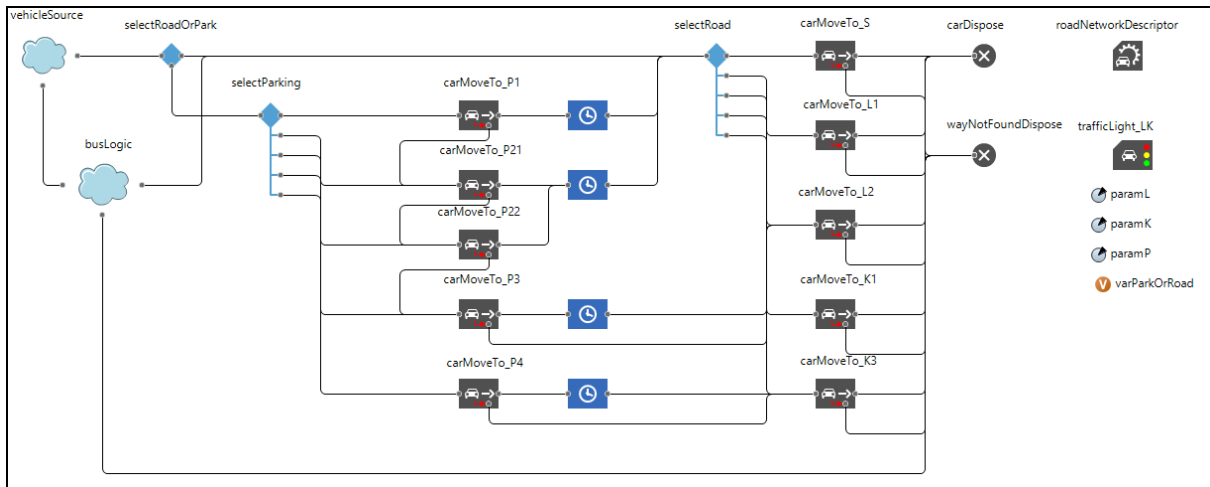 vehicleSource
selectRoadOrPark
selectRoad
carMoveTo_S
carDispose
roadNetworkDescriptor
selectParking
carMoveTo_P1
carMoveTo_L1
wayNotFoundDispose
trafficLight_LK
busLogic
carMoveTo_P21
carMoveTo_L2
paramL
carMoveTo_P22
paramK
paramP
carMoveTo_P3
carMoveTo_K1
V
varParkOrRoad
carMoveTo_P4
carMoveTo_K3